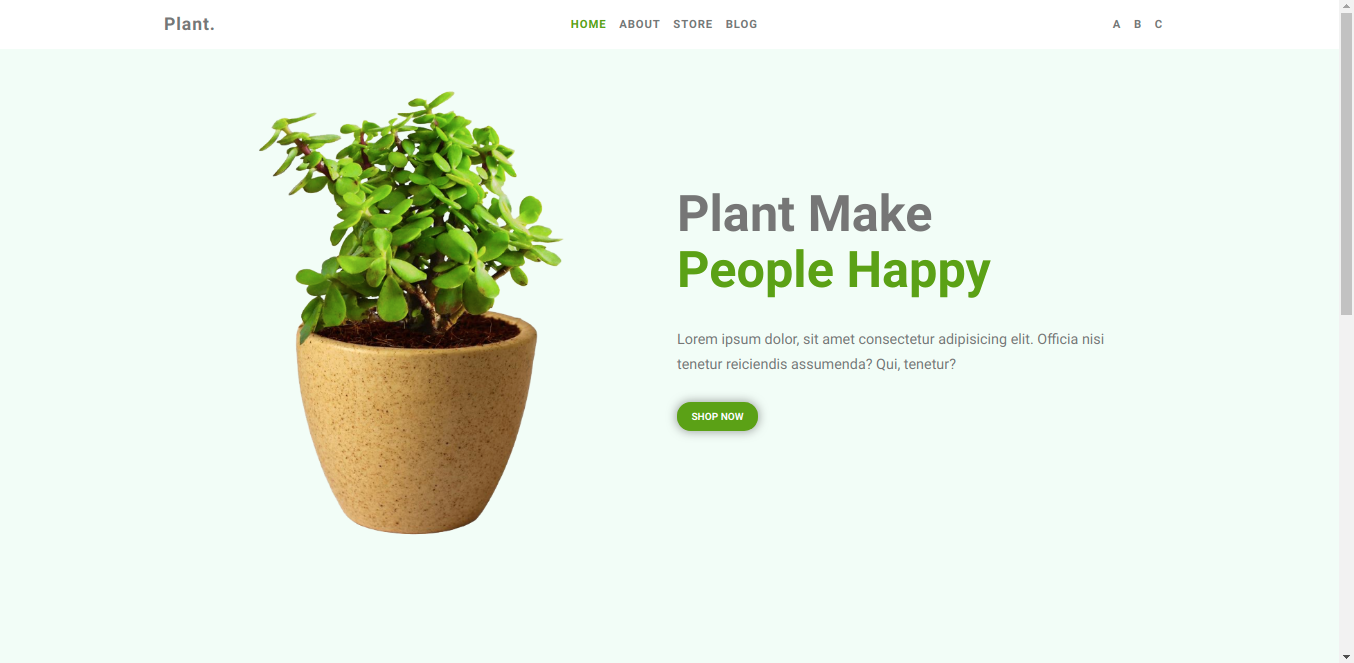 Plant.
HOME ABOUT STORE BLOG
A B C
Plant Make
People Happy
Lorem ipsum dolor, sit amet consectetur adipisicing elit. Officia nisi
tenetur reiciendis assumenda? Qui, tenetur?
SHOP NOW